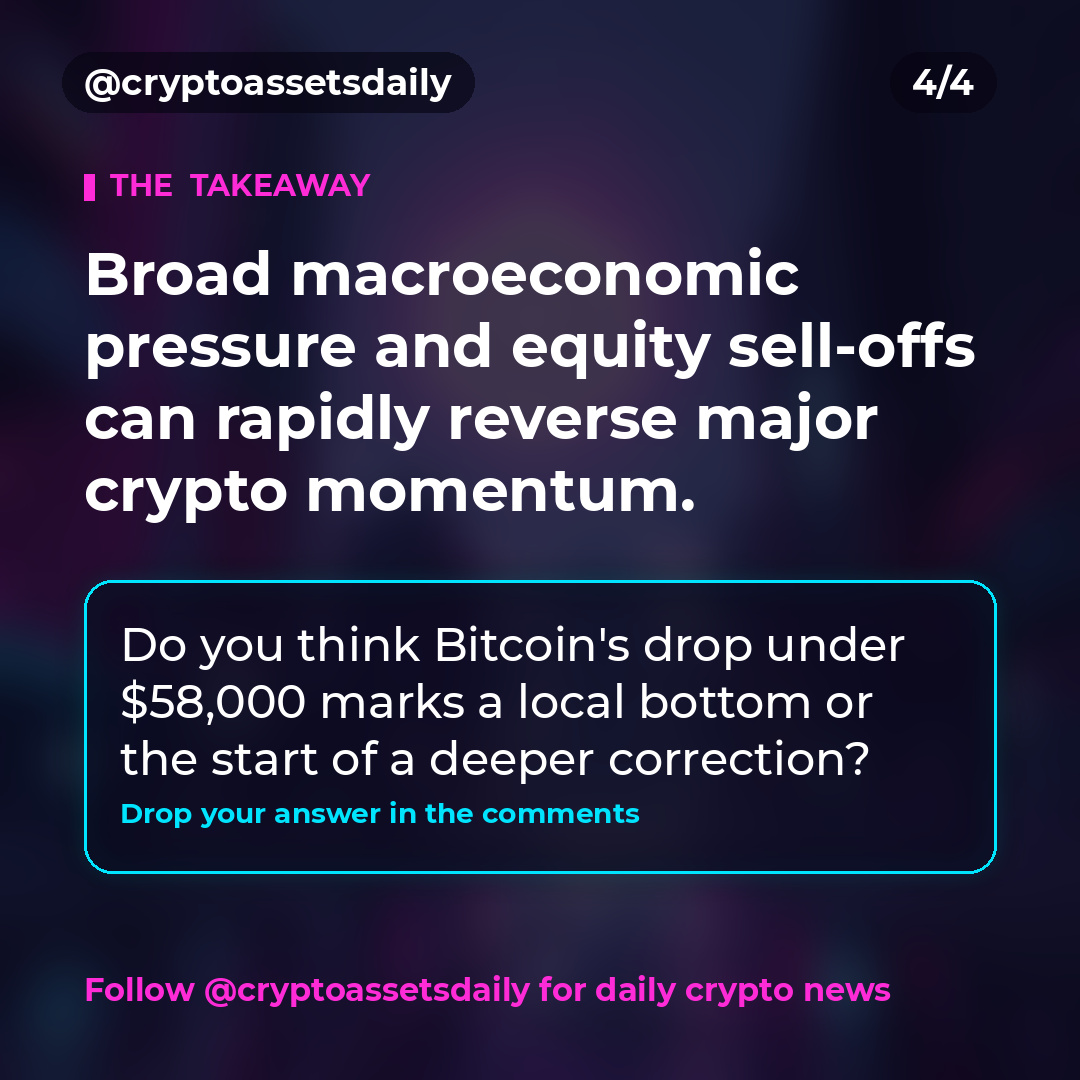 @cryptoassetsdaily
4/4
THE TAKEAWAY
Broad macroeconomic
pressure and equity sell-offs
can rapidly reverse major
crypto momentum.
Do you think Bitcoin's drop under
$58,000 marks a local bottom or
the start of a deeper correction?
Drop your answer in the comments
Follow @cryptoassetsdaily for daily crypto news